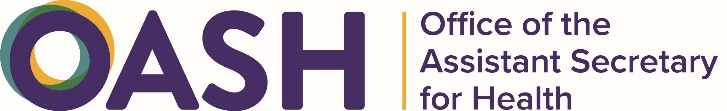 OASH
Office of the
Assistant Secretary
for Health